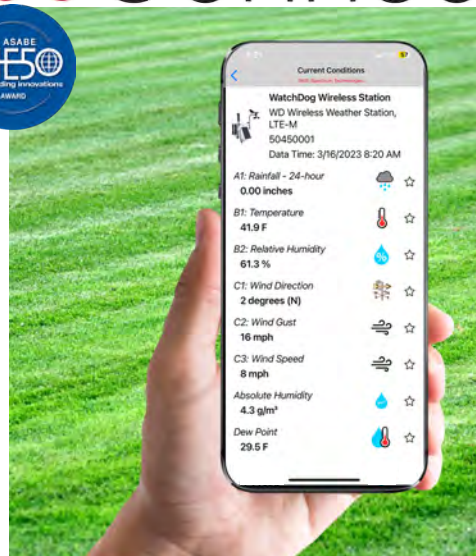 ASABE
AE50
AWARD
Current Conditions
WatchDog Wireless Station
WD Wireless Weather Station,
LTE-M
50450001
Data Time: 3/16/2023 8:20 AM
A1: Rainfall - 24-hour
0.00 inches
B1: Temperature
41.9 F
B2: Relative Humidity
%
61.3 %
C1: Wind Direction
2 degrees (N)
C2: Wind Gust
16 mph
C3: Wind Speed
8 mph
Absolute Humidity
4.3 g/m³
Dew Point
29.5 F